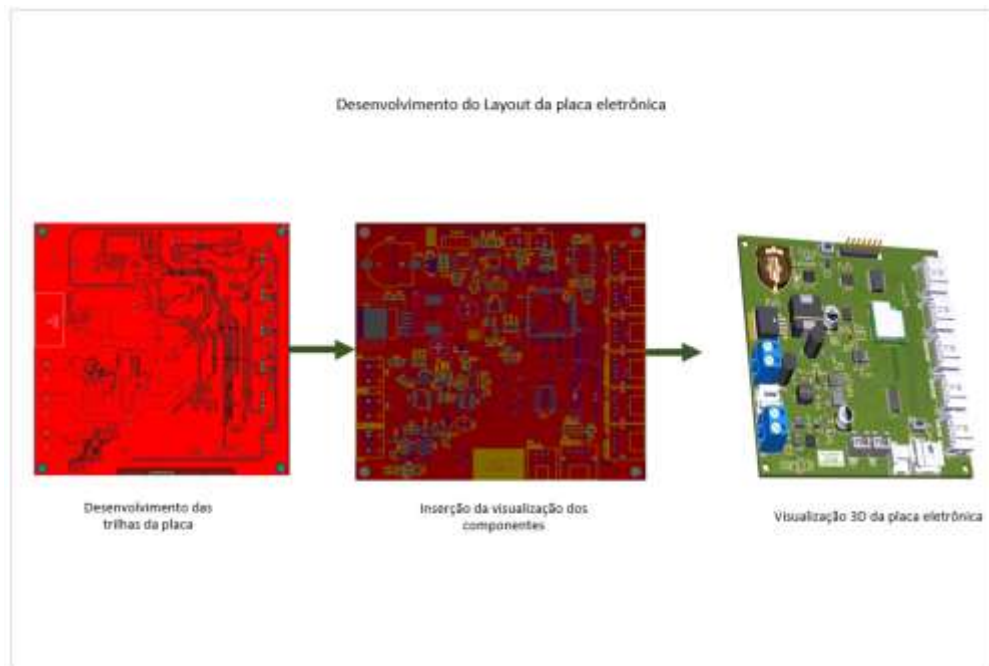 Desenvolvimento do Layout da placa eletrônica
Desenvolvimento das
trilhas da placa
Inserção da visualização dos
componentes
Visualização 3D da placa eletrônica